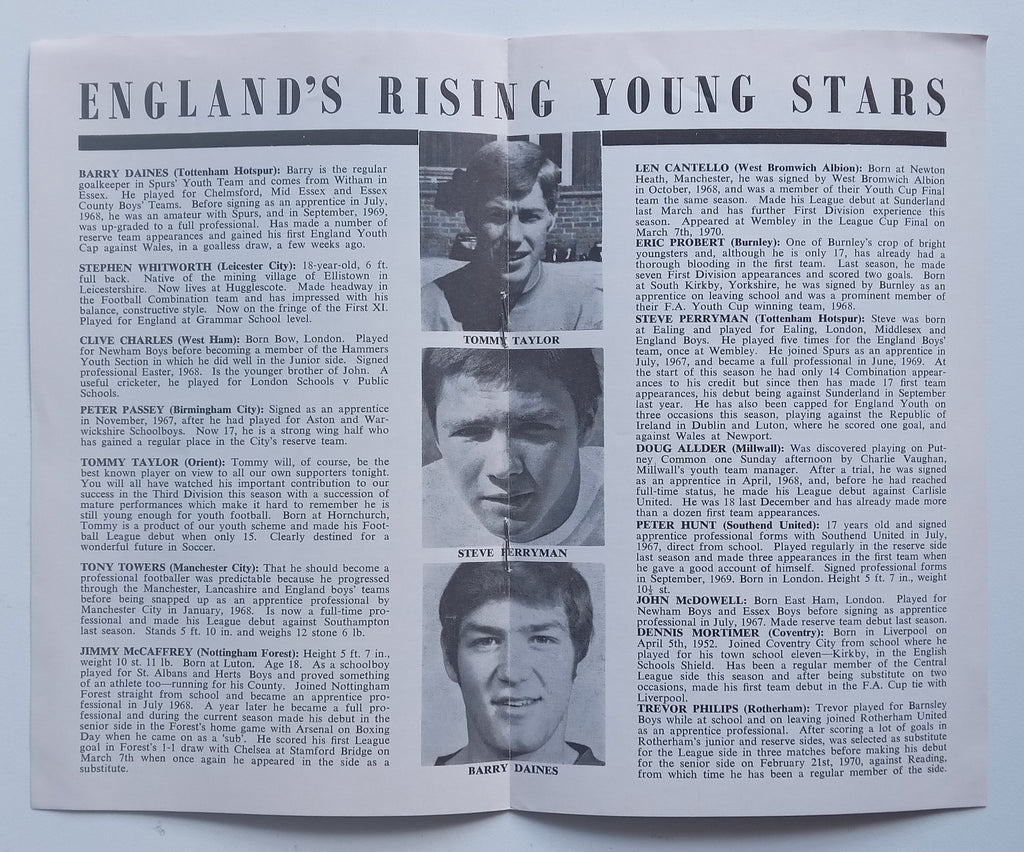 ENGLAND'S RISING YOUNG STARS
BARRY DAINES (Tottenham Hotspur): Barry is the regular
goalkeeper in Spurs' Youth Team and comes from Witham in
Essex. He played for Chelmsford, Mid Essex and Essex
County Boys' Teams. Before signing as an apprentice in July,
1968, he was an amateur with Spurs, and in September, 1969,
was up-graded to a full professional. Has made a number of
reserve team appearances and gained his first England Youth
Cap against Wales, in a goalless draw, a few weeks ago.
STEPHEN WHITWORTH (Leicester City): 18-year-old, 6 ft.
full back. Native of the mining village of Ellistown in
Leicestershire. Now lives at Hugglescote. Made headway in
the Football Combination team and has impressed with his
balance, constructive style. Now on the fringe of the First XI.
Played for England at Grammar School level.
CLIVE CHARLES (West Ham): Born Bow, London. Played
for Newham Boys before becoming a member of the Hammers
Youth Section in which he did well in the Junior side. Signed
professional Easter, 1968. Is the younger brother of John. A
useful cricketer, he played for London Schools v Public
Schools.
PETER PASSEY (Birmingham City): Signed as an apprentice
in November, 1967, after he had played for Aston and War-
wickshire Schoolboys. Now 17, he is a strong wing half who
has gained a regular place in the City's reserve team.
TOMMY TAYLOR (Orient): Tommy will, of course, be the
best known player on view to all our own supporters tonight.
You will all have watched his important contribution to our
success in the Third Division this season with a succession of
mature performances which make it hard to remember he is
still young enough for youth football. Born at Hornchurch,
Tommy is a product of our youth scheme and made his Foot-
ball League debut when only 15. Clearly destined for a
wonderful future in Soccer.
TONY TOWERS (Manchester City): That he should become a
professional footballer was predictable because he progressed
through the Manchester, Lancashire and England boys' teams
before being snapped up as an apprentice professional by
Manchester City in January, 1968. Is now a full-time pro-
fessional and made his League debut against Southampton
last season. Stands 5 ft. 10 in. and weighs 12 stone 6 lb.
JIMMY McCAFFREY (Nottingham Forest): Height 5 ft. 7 in.,
weight 10 st. 11 lb. Born at Luton. Age 18. As a schoolboy
played for St. Albans and Herts Boys and proved something
of an athlete too—running for his County. Joined Nottingham
Forest straight from school and became an apprentice pro-
fessional in July 1968. A year later he became a full pro-
fessional and during the current season made his debut in the
senior side in the Forest's home game with Arsenal on Boxing
Day when he came on as a 'sub'. He scored his first League
goal in Forest's 1-1 draw with Chelsea at Stamford Bridge on
March 7th when once again he appeared in the side as a
substitute.
TOMMY TAYLOR
STEVE PERRYMAN
BARRY DAINES
LEN CANTELLO (West Bromwich Albion): Born at Newton
Heath, Manchester, he was signed by West Bromwich Albion
in October, 1968, and was a member of their Youth Cup Final
team the same season. Made his League debut at Sunderland
last March and has further First Division experience this
season. Appeared at Wembley in the League Cup Final on
March 7th, 1970.
ERIC PROBERT (Burnley): One of Burnley's crop of bright
youngsters and, although he is only 17, has already had a
thorough blooding in the first team. Last season, he made
seven First Division appearances and scored two goals. Born
at South Kirkby, Yorkshire, he was signed by Burnley as an
apprentice on leaving school and was a prominent member of
their F.A. Youth Cup winning team, 1968.
STEVE PERRYMAN (Tottenham Hotspur): Steve was born
at Ealing and played for Ealing, London, Middlesex and
England Boys. He played five times for the England Boys'
team, once at Wembley. He joined Spurs as an apprentice in
July, 1967, and became a full professional in June, 1969. At
the start of this season he had only 14 Combination appear-
ances to his credit but since then has made 17 first team
appearances, his debut being against Sunderland in September
last year. He has also been capped for England Youth on
three occasions this season, playing against the Republic of
Ireland in Dublin and Luton, where he scored one goal, and
against Wales at Newport.
DOUG ALLDER (Millwall): Was discovered playing on Put-
ney Common one Sunday afternoon by Charlie Vaughan,
Millwall's youth team manager. After a trial, he was signed
as an apprentice in April, 1968, and, before he had reached
full-time status, he made his League debut against Carlisle
United. He was 18 last December and has already made more
than a dozen first team appearances.
PETER HUNT (Southend United): 17 years old and signed
apprentice professional forms with Southend United in July,
1967, direct from school. Played regularly in the reserve side
last season and made three appearances in the first team when
he gave a good account of himself. Signed professional forms
in September, 1969. Born in London. Height 5 ft. 7 in., weight
10½ st.
JOHN McDOWELL: Born East Ham, London. Played for
Newham Boys and Essex Boys before signing as apprentice
professional in July, 1967. Made reserve team debut last season.
DENNIS MORTIMER (Coventry): Born in Liverpool on
April 5th, 1952. Joined Coventry City from school where he
played for his town school eleven—Kirkby, in the English
Schools Shield. Has been a regular member of the Central
League side this season and after being substitute on two
occasions, made his first team debut in the F.A. Cup tie with
Liverpool.
TREVOR PHILIPS (Rotherham): Trevor played for Barnsley
Boys while at school and on leaving joined Rotherham United
as an apprentice professional. After scoring a lot of goals in
Rotherham's junior and reserve sides, was selected as substitute
for the League side in three matches before making his debut
for the senior side on February 21st, 1970, against Reading,
from which time he has been a regular member of the side.